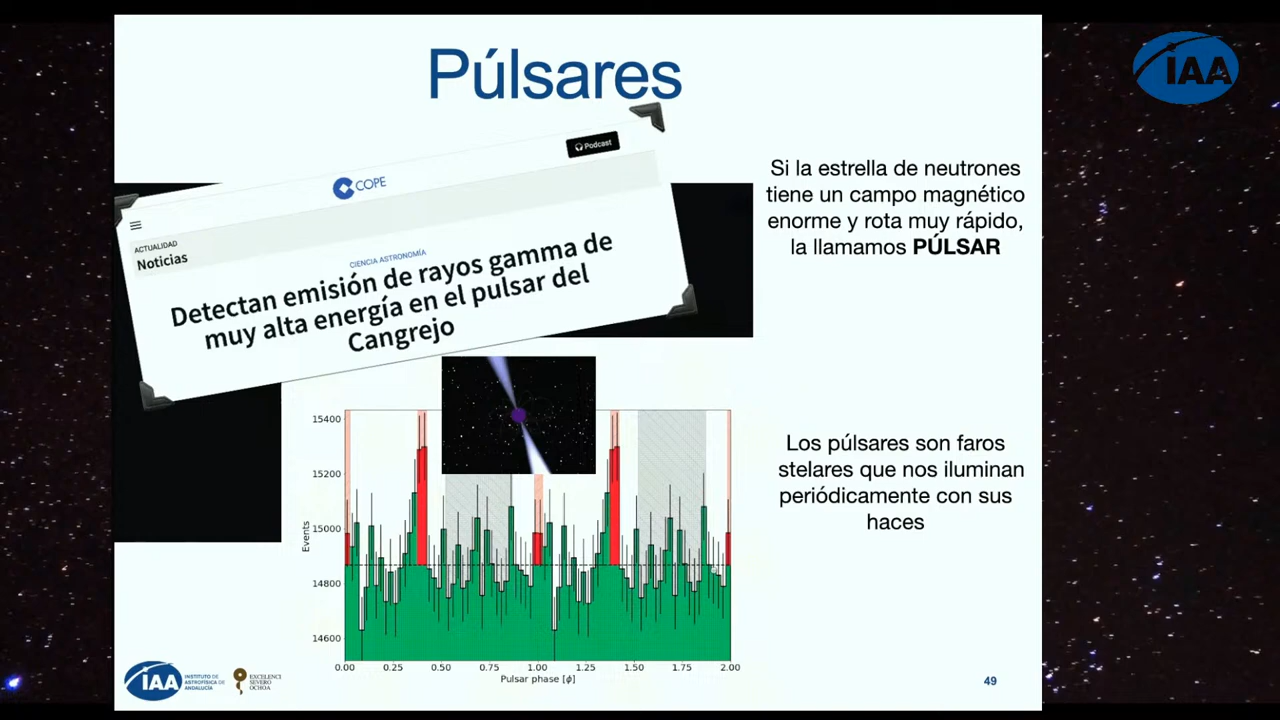 Púlsares
IAA
Podcast
COPE
ACTUALIDAD
Noticias
CIENCIA ASTRONOMÍA
Detectan emisión de rayos gamma de
muy alta energía en el pulsar del
Cangrejo
Si la estrella de neutrones
tiene un campo magnético
enorme y rota muy rápido,
la llamamos PÚLSAR
Los púlsares son faros
stelares que nos iluminan
periódicamente con sus
haces
Events
15400
15200
15000
14800
14600
0.00 0.25 0.50 0.75 1.00 1.25 1.50 1.75 2.00
Pulsar phase [ϕ]
IAA
INSTITUTO DE
ASTROFÍSICA DE
ANDALUCÍA
EXCELENCI
SEVERO
OCHOA
49